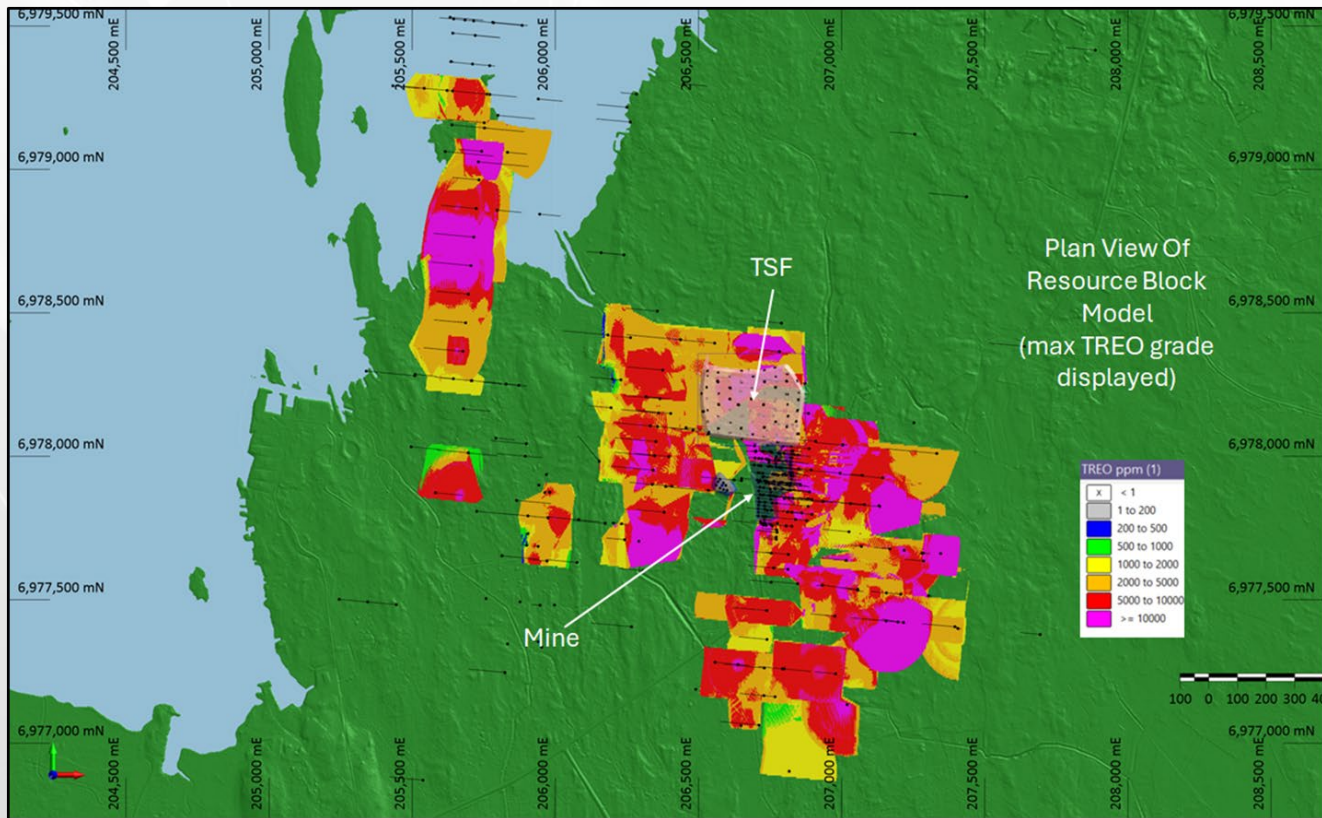 6,979,500 mN
6,979,500 mN
204,500 mE
205,000 mE
205,500 mE
206,000 mE
206,500 mE
207,000 mE
207,500 mE
208,000 mE
208,500 mE
6,979,000 mN
6,979,000 mN
Plan View Of
Resource Block
Model
(max TREO grade
displayed)
TSF
6,978,500 mN
6,978,500 mN
6,978,000 mN
6,978,000 mN
TREO ppm (1)
x < 1
1 to 200
200 to 500
500 to 1000
1000 to 2000
2000 to 5000
5000 to 10000
>= 10000
6,977,500 mN
6,977,500 mN
Mine
100 0 100 200 300
6,977,000 mN
6,977,000 mN
204,500 mE
205,000 mE
205,500 mE
206,000 mE
206,500 mE
207,000 mE
207,500 mE
208,000 mE
208,500 mE